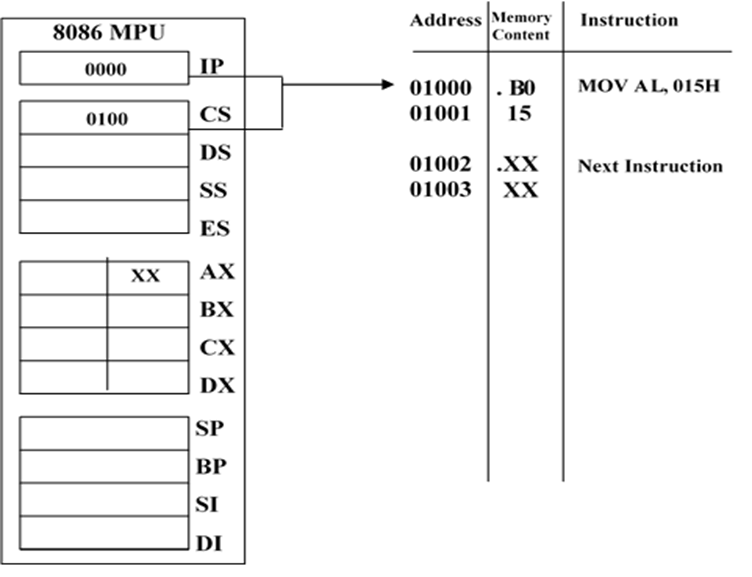 8086 MPU
0000 IP
0100 CS
DS
SS
ES
XX AX
BX
CX
DX
SP
BP
SI
DI
Address Memory Content Instruction
01000 . B0 MOV AL, 015H
01001 15
01002 .XX Next Instruction
01003 XX